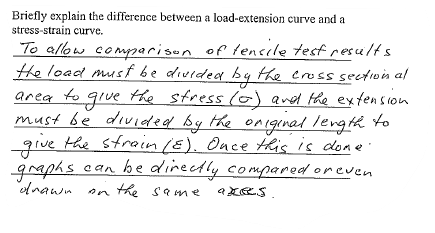 Briefly explain the difference between a load-extension curve and a
stress-strain curve.
To allow comparison of tensile test results
the load must be divided by the cross sectional
area to give the stress (σ) and the extension
must be divided by the original length to
give the strain (ε). Once this is done
graphs can be directly compared or even
drawn on the same axes.